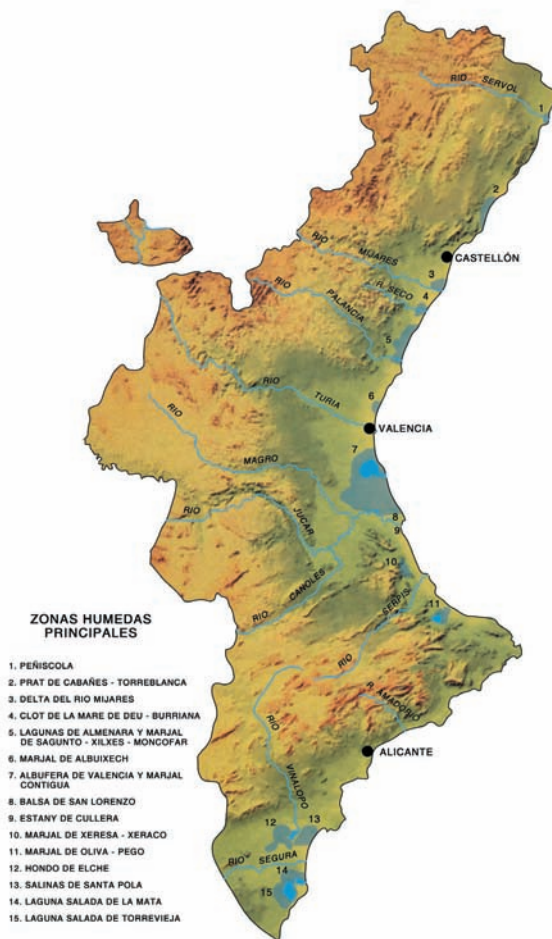 RIO SERVOL
1
2
RIO MIJARES
CASTELLÓN
3
R. SECO
4
RIO PALANCIA
5
RIO TURIA
6
VALENCIA
7
RIO MAGRO
8
RIO JUCAR
9
10
RIO CAÑOLES
RIO SERPIS
11
R. AMADORIO
ALICANTE
RIO VINALOPO
12
13
RIO SEGURA
14
15
ZONAS HUMEDAS
PRINCIPALES
1. PEÑISCOLA
2. PRAT DE CABAÑES - TORREBLANCA
3. DELTA DEL RIO MIJARES
4. CLOT DE LA MARE DE DEU - BURRIANA
5. LAGUNAS DE ALMENARA Y MARJAL
DE SAGUNTO - XILXES - MONCOFAR
6. MARJAL DE ALBUIXECH
7. ALBUFERA DE VALENCIA Y MARJAL
CONTIGUA
8. BALSA DE SAN LORENZO
9. ESTANY DE CULLERA
10. MARJAL DE XERESA - XERACO
11. MARJAL DE OLIVA - PEGO
12. HONDO DE ELCHE
13. SALINAS DE SANTA POLA
14. LAGUNA SALADA DE LA MATA
15. LAGUNA SALADA DE TORREVIEJA